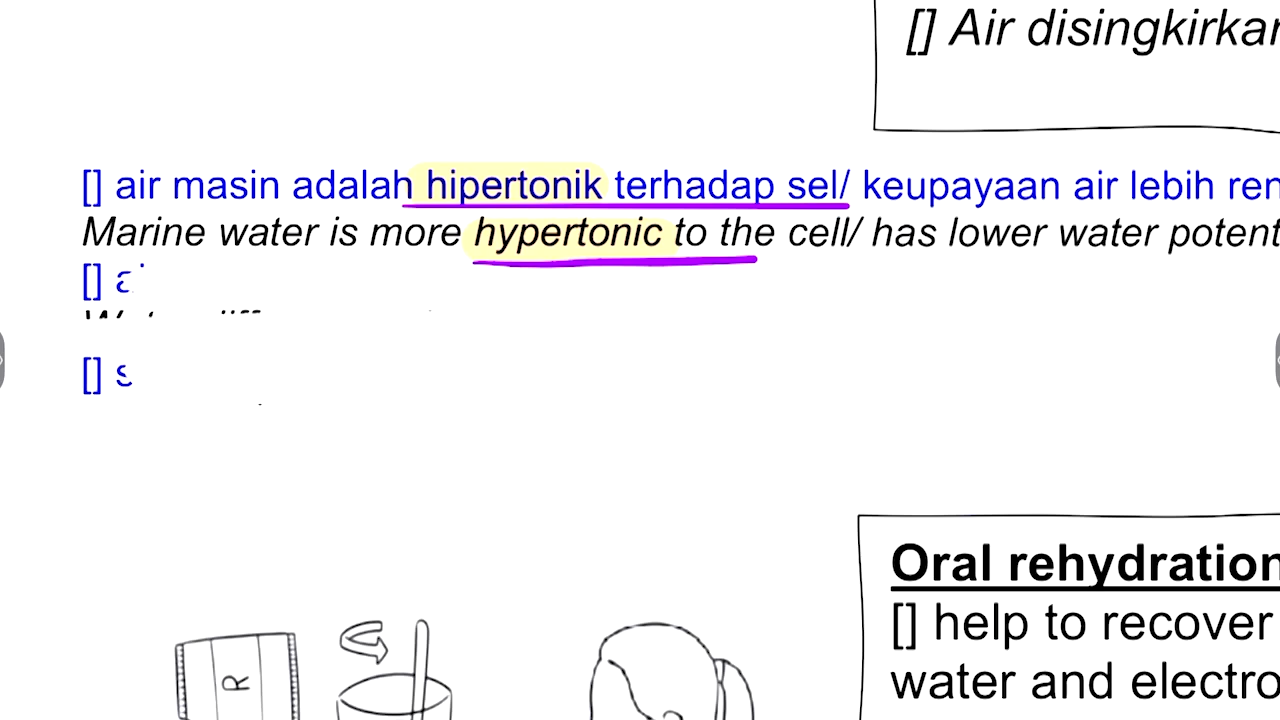 [] Air disingkirka
[] air masin adalah hipertonik terhadap sel/ keupayaan air lebih ren
Marine water is more hypertonic to the cell/ has lower water potent
[]
[] s
Oral rehydration
[] help to recover
water and electro
R